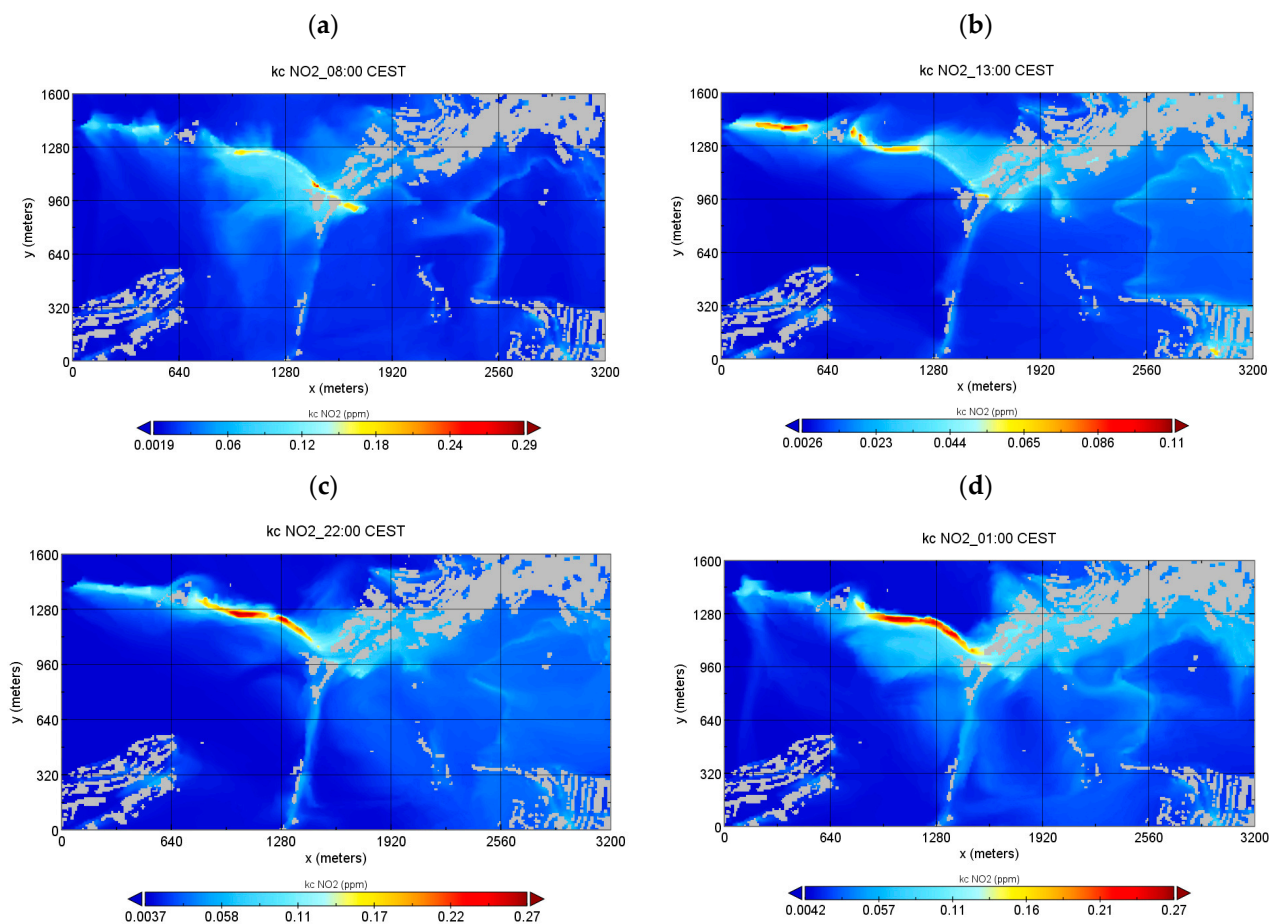 (a)
kc NO2_08:00 CEST
1600
1280
960
640
320
0
y (meters)
0 640 1280 1920 2560 3200
x (meters)
kc NO2 (ppm)
0.0019 0.06 0.12 0.18 0.24 0.29
(b)
kc NO2_13:00 CEST
1600
1280
960
640
320
0
y (meters)
0 640 1280 1920 2560 3200
x (meters)
kc NO2 (ppm)
0.0026 0.023 0.044 0.065 0.086 0.11
(c)
kc NO2_22:00 CEST
1600
1280
960
640
320
0
y (meters)
0 640 1280 1920 2560 3200
x (meters)
kc NO2 (ppm)
0.0037 0.058 0.11 0.17 0.22 0.27
(d)
kc NO2_01:00 CEST
1600
1280
960
640
320
0
y (meters)
0 640 1280 1920 2560 3200
x (meters)
kc NO2 (ppm)
0.0042 0.057 0.11 0.16 0.21 0.27